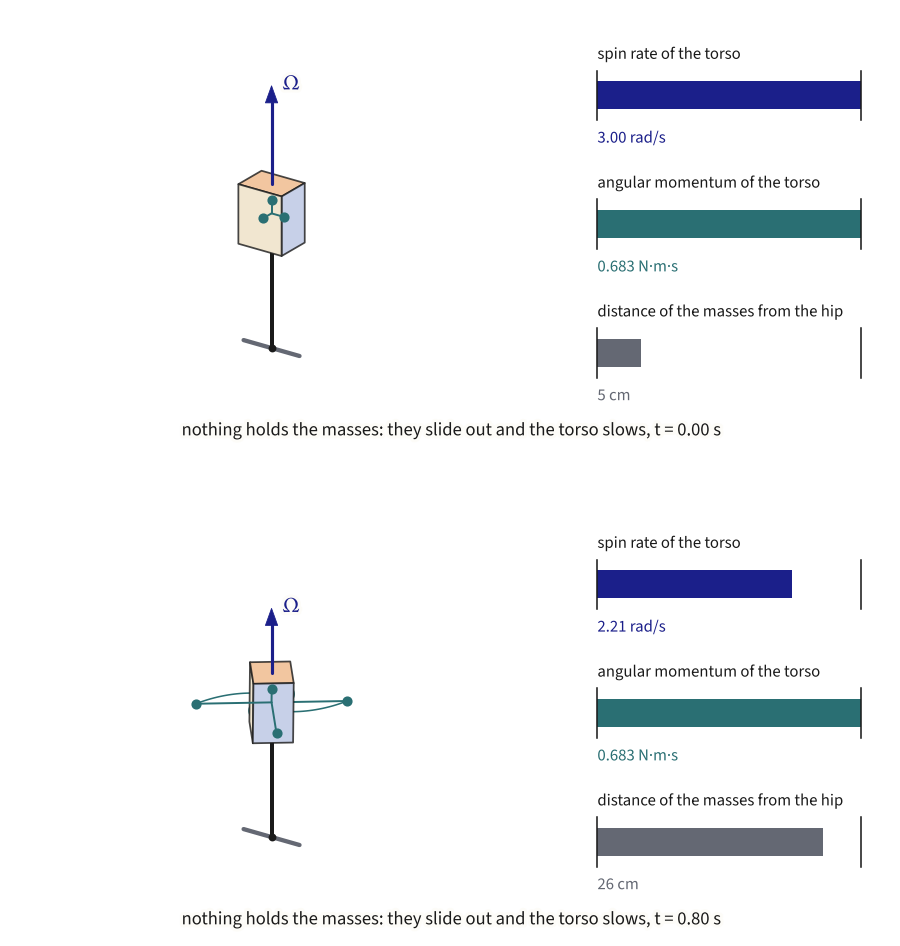 spin rate of the torso
Ω
3.00 rad/s
angular momentum of the torso
0.683 N·m·s
distance of the masses from the hip
5 cm
nothing holds the masses: they slide out and the torso slows, t = 0.00 s
spin rate of the torso
Ω
2.21 rad/s
angular momentum of the torso
0.683 N·m·s
distance of the masses from the hip
26 cm
nothing holds the masses: they slide out and the torso slows, t = 0.80 s